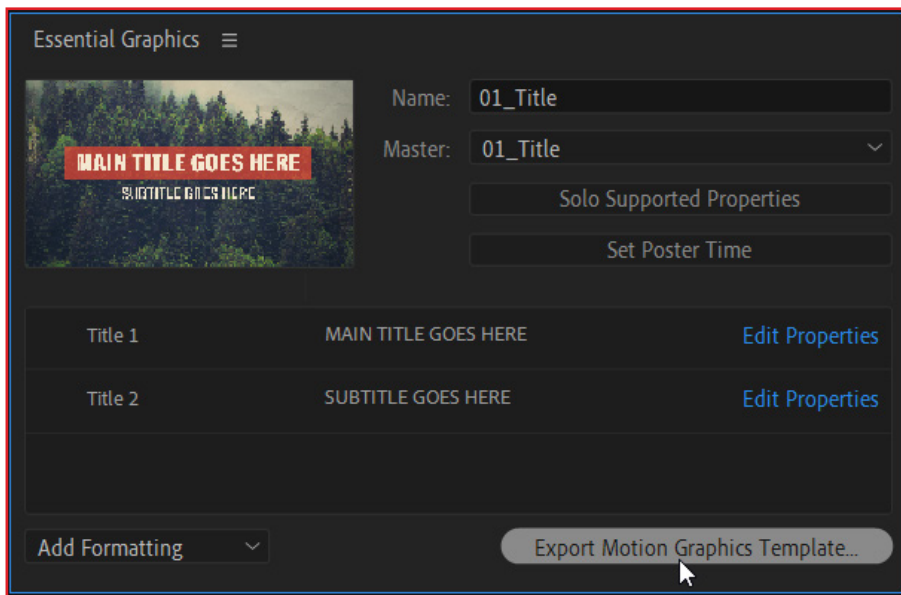 Essential Graphics
MAIN TITLE GOES HERE
SUBTITLE GOES HERE
Name: 01_Title
Master: 01_Title
Solo Supported Properties
Set Poster Time
Title 1 MAIN TITLE GOES HERE Edit Properties
Title 2 SUBTITLE GOES HERE Edit Properties
Add Formatting Export Motion Graphics Template...